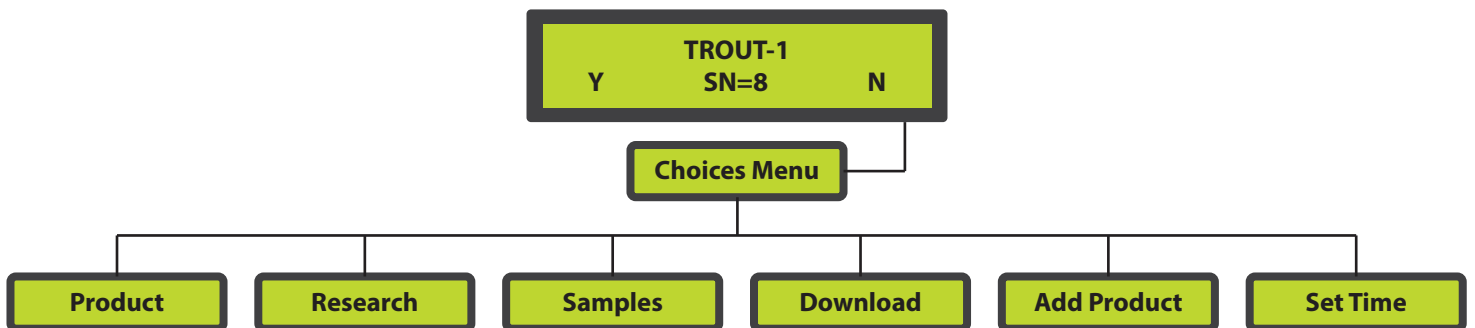 TROUT-1
Y SN=8 N
Choices Menu
Product Research Samples Download Add Product Set Time